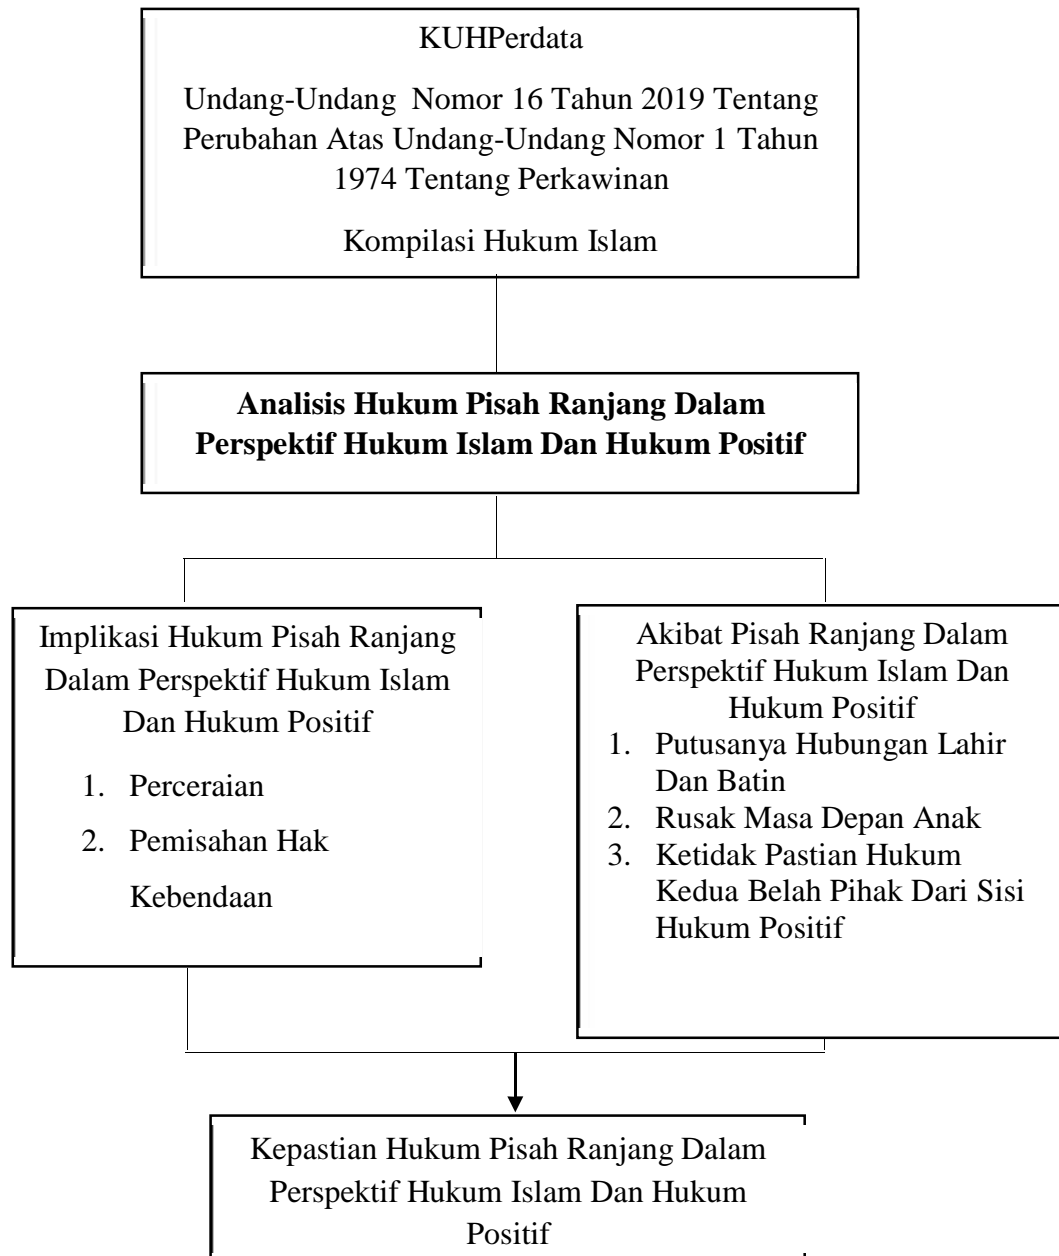 KUHPerdata
Undang-Undang Nomor 16 Tahun 2019 Tentang
Perubahan Atas Undang-Undang Nomor 1 Tahun
1974 Tentang Perkawinan
Kompilasi Hukum Islam
Analisis Hukum Pisah Ranjang Dalam
Perspektif Hukum Islam Dan Hukum Positif
Implikasi Hukum Pisah Ranjang
Dalam Perspektif Hukum Islam
Dan Hukum Positif
1. Perceraian
2. Pemisahan Hak
Kebendaan
Akibat Pisah Ranjang Dalam
Perspektif Hukum Islam Dan
Hukum Positif
1. Putusanya Hubungan Lahir
Dan Batin
2. Rusak Masa Depan Anak
3. Ketidak Pastian Hukum
Kedua Belah Pihak Dari Sisi
Hukum Positif
Kepastian Hukum Pisah Ranjang Dalam
Perspektif Hukum Islam Dan Hukum
Positif